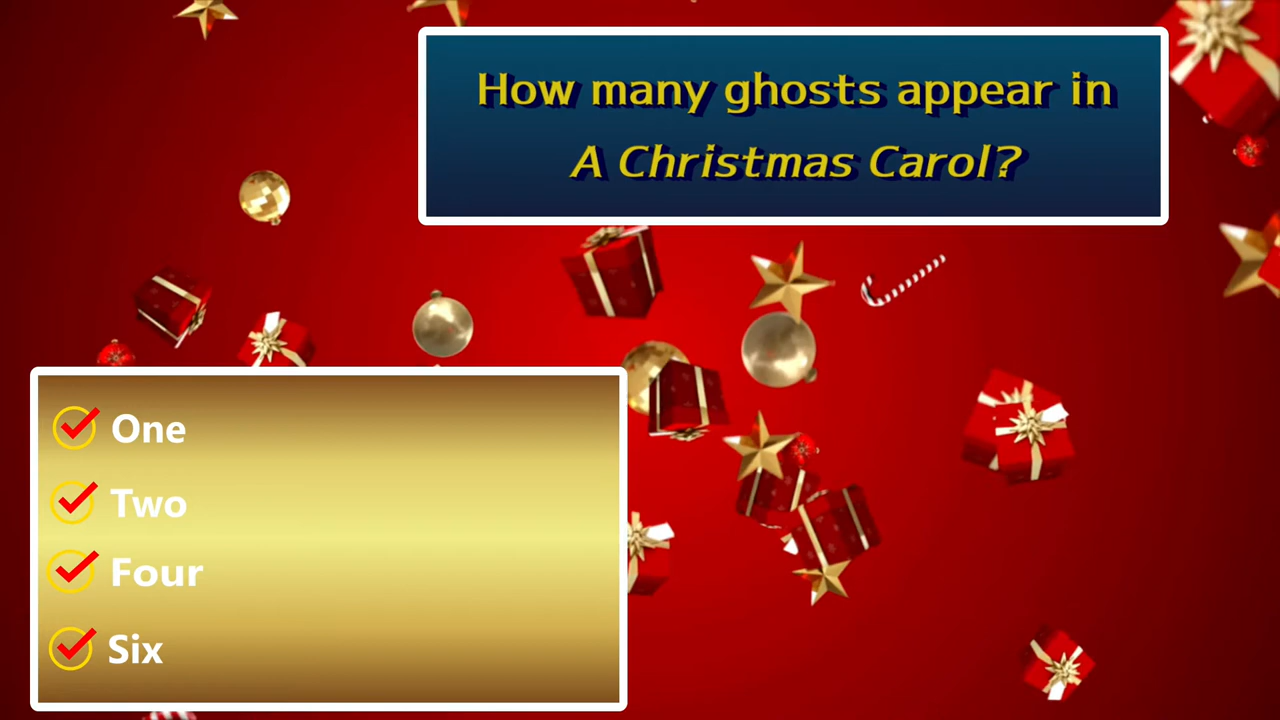 How many ghosts appear in
A Christmas Carol?
One
Two
Four
Six